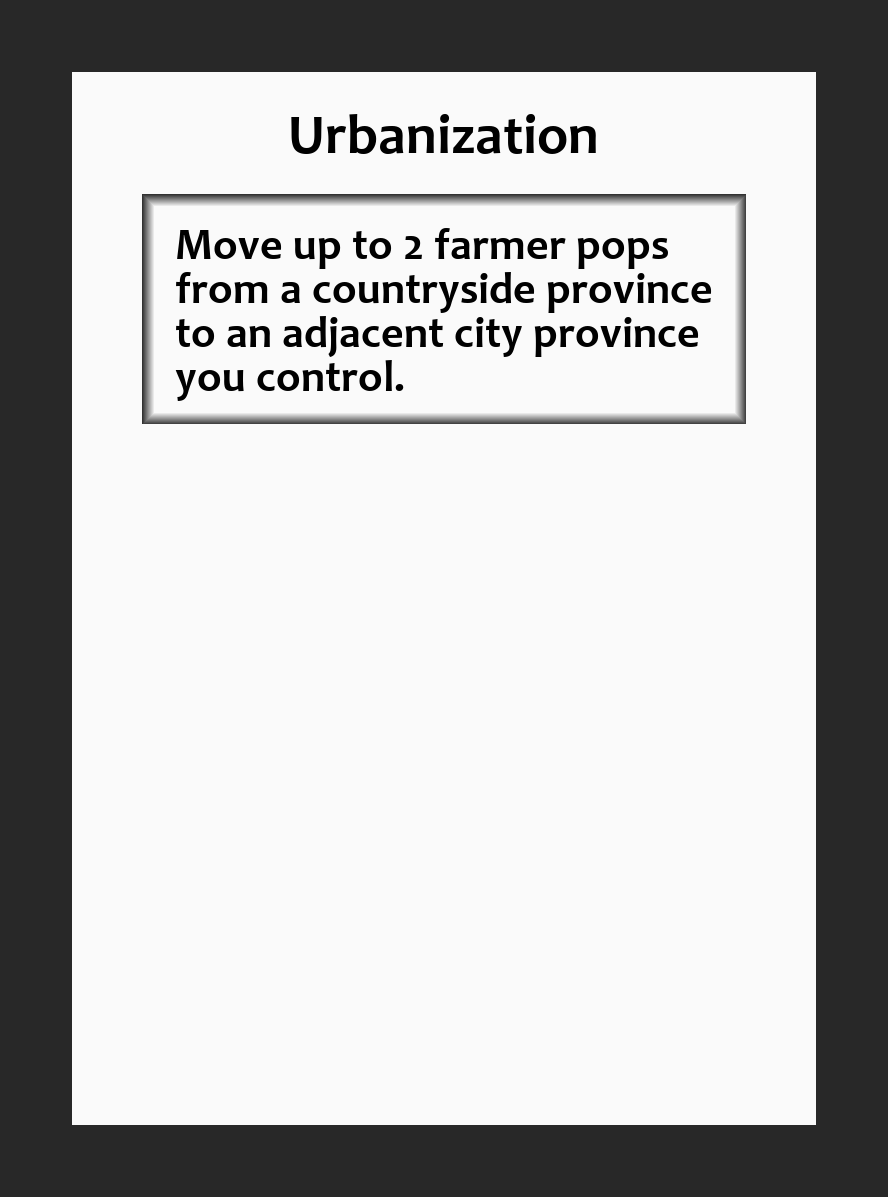 Urbanization
Move up to 2 farmer pops
from a countryside province
to an adjacent city province
you control.